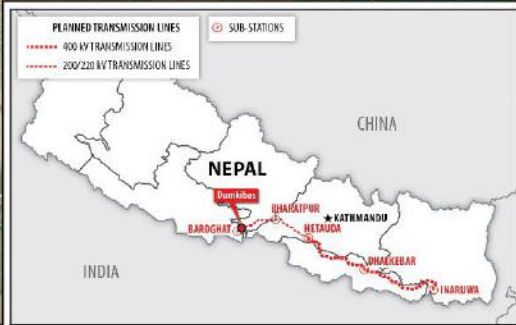 PLANNED TRANSMISSION LINES
400 kV TRANSMISSION LINES
200/220 kV TRANSMISSION LINES
SUB-STATIONS
CHINA
NEPAL
Dumkibas
BARDGHAT
BHARATPUR
KATHMANDU
HETAUDA
DHALKEBAR
INARUWA
INDIA